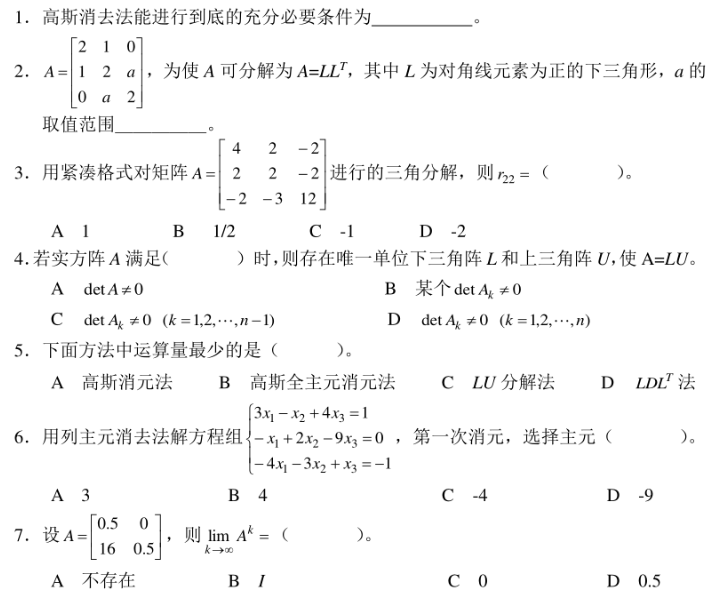 1．高斯消去法能进行到底的充分必要条件为____________。
2．A=[2 1 0; 1 2 a; 0 a 2]，为使 A 可分解为 A=LL^T，其中 L 为对角线元素为正的下三角形，a 的
取值范围___________。
3．用紧凑格式对矩阵 A=[4 2 -2; 2 2 -2; -2 -3 12] 进行的三角分解，则 r_22 =（ ）。
A 1 B 1/2 C -1 D -2
4.若实方阵 A 满足( ）时,则存在唯一单位下三角阵 L 和上三角阵 U,使 A=LU。
A det A≠0 B 某个 det A_k ≠0
C det A_k ≠0 (k=1,2,⋯,n-1) D det A_k ≠0 (k=1,2,⋯,n)
5．下面方法中运算量最少的是（ ）。
A 高斯消元法 B 高斯全主元消元法 C LU 分解法 D LDL^T 法
6．用列主元消去法解方程组 {3x_1-x_2+4x_3=1; -x_1+2x_2-9x_3=0; -4x_1-3x_2+x_3=-1 ，第一次消元，选择主元（ ）。
A 3 B 4 C -4 D -9
7．设 A=[0.5 0; 16 0.5]，则 lim_{k→∞} A^k =（ ）。
A 不存在 B I C 0 D 0.5